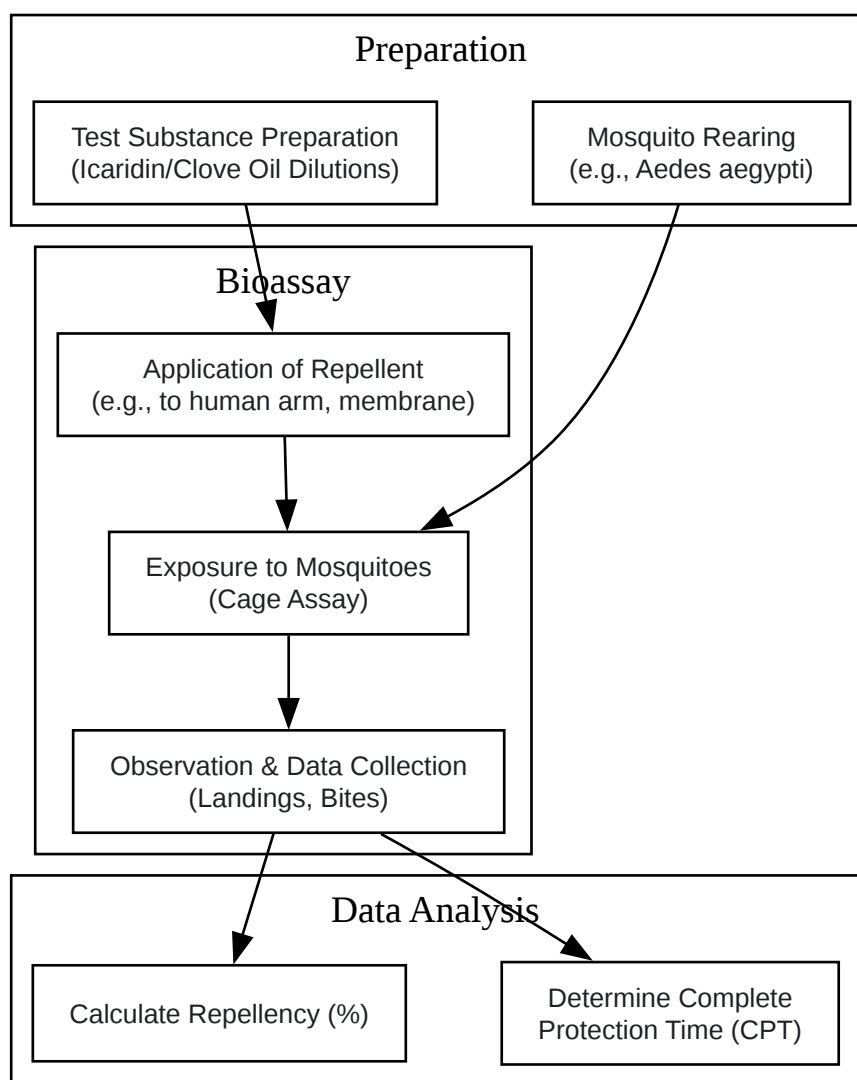 Preparation
Test Substance Preparation
(Icaridin/Clove Oil Dilutions)
Mosquito Rearing
(e.g., Aedes aegypti)
Bioassay
Application of Repellent
(e.g., to human arm, membrane)
Exposure to Mosquitoes
(Cage Assay)
Observation & Data Collection
(Landings, Bites)
Data Analysis
Calculate Repellency (%)
Determine Complete
Protection Time (CPT)